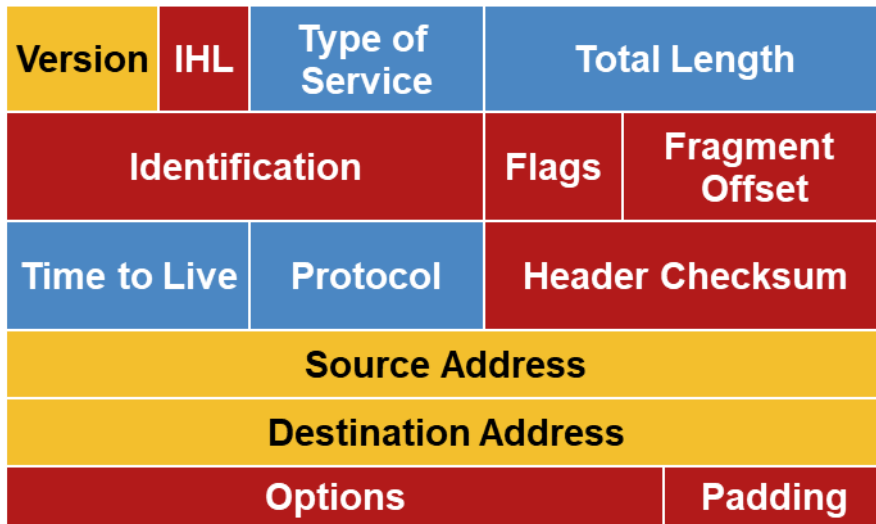 Version IHL Type of Service Total Length
Identification Flags Fragment Offset
Time to Live Protocol Header Checksum
Source Address
Destination Address
Options Padding